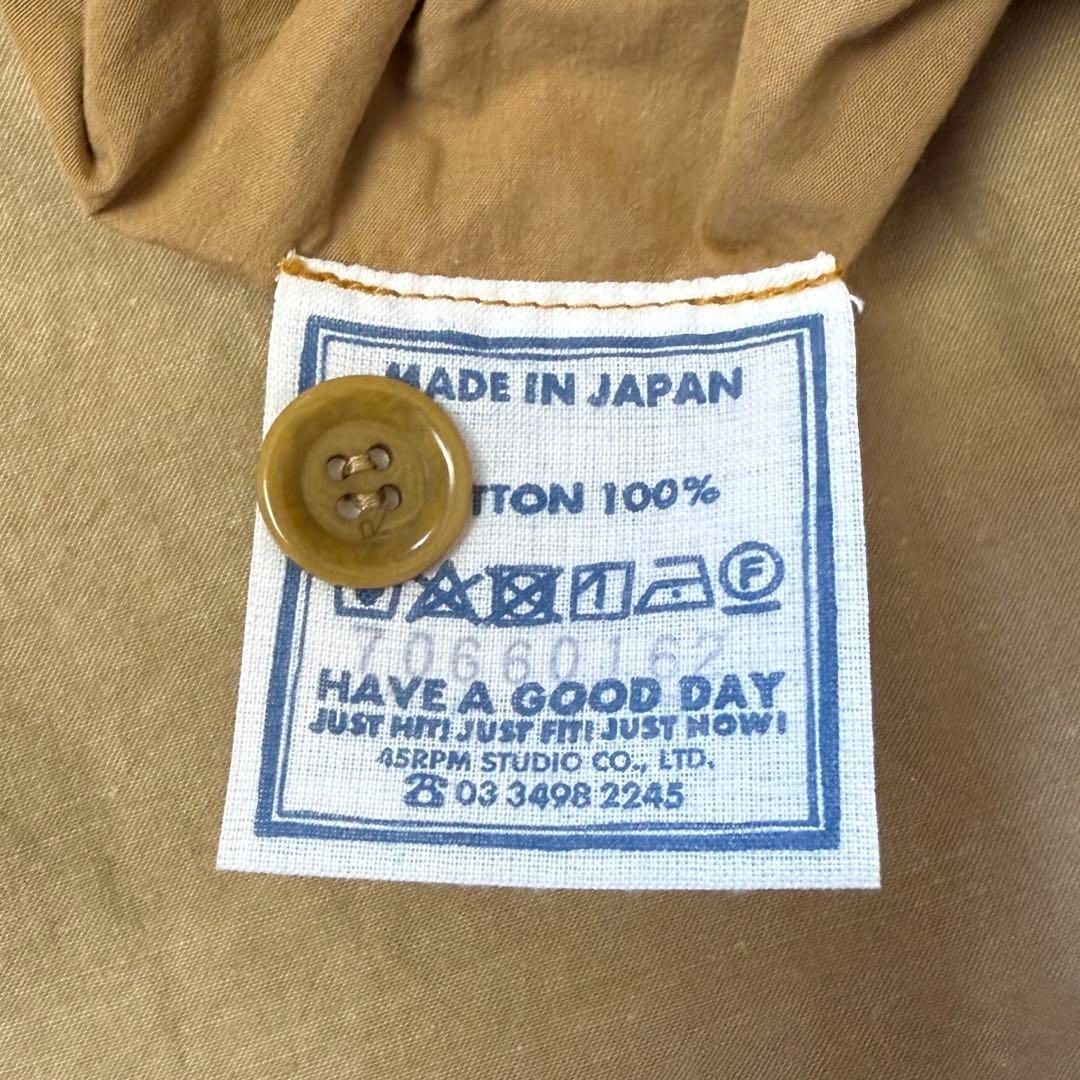 MADE IN JAPAN
COTTON 100%
F
70660162
HAVE A GOOD DAY
JUST HIT! JUST FIT! JUST NOW!
45RPM STUDIO CO., LTD.
☎ 03 3498 2245
R